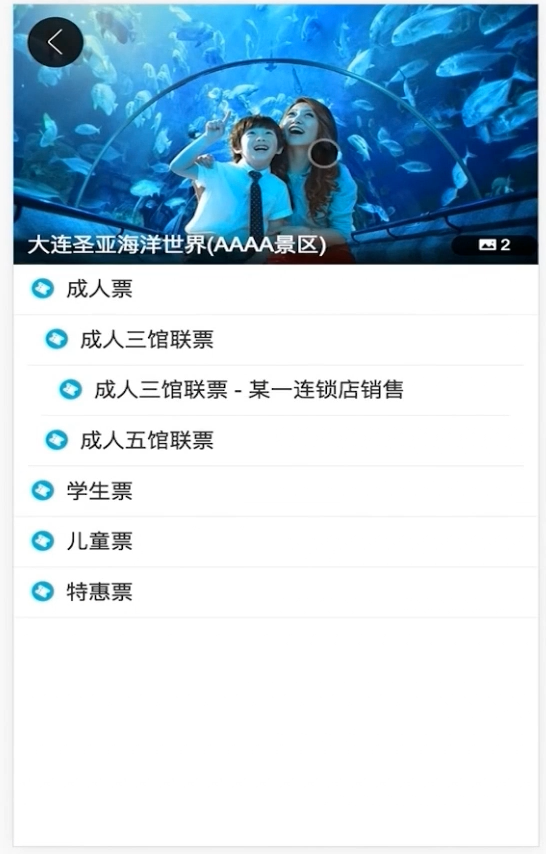 大连圣亚海洋世界(AAAA景区)
2
成人票
成人三馆联票
成人三馆联票 - 某一连锁店销售
成人五馆联票
学生票
儿童票
特惠票